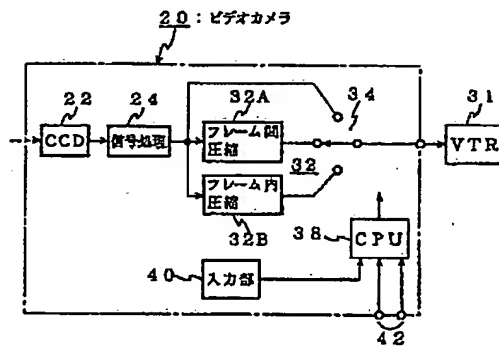 20：ビデオカメラ
22
24
32A
34
31
CCD
信号処理
フレーム間
圧縮
32
VTR
フレーム内
圧縮
32B
38
CPU
40
入力部
42